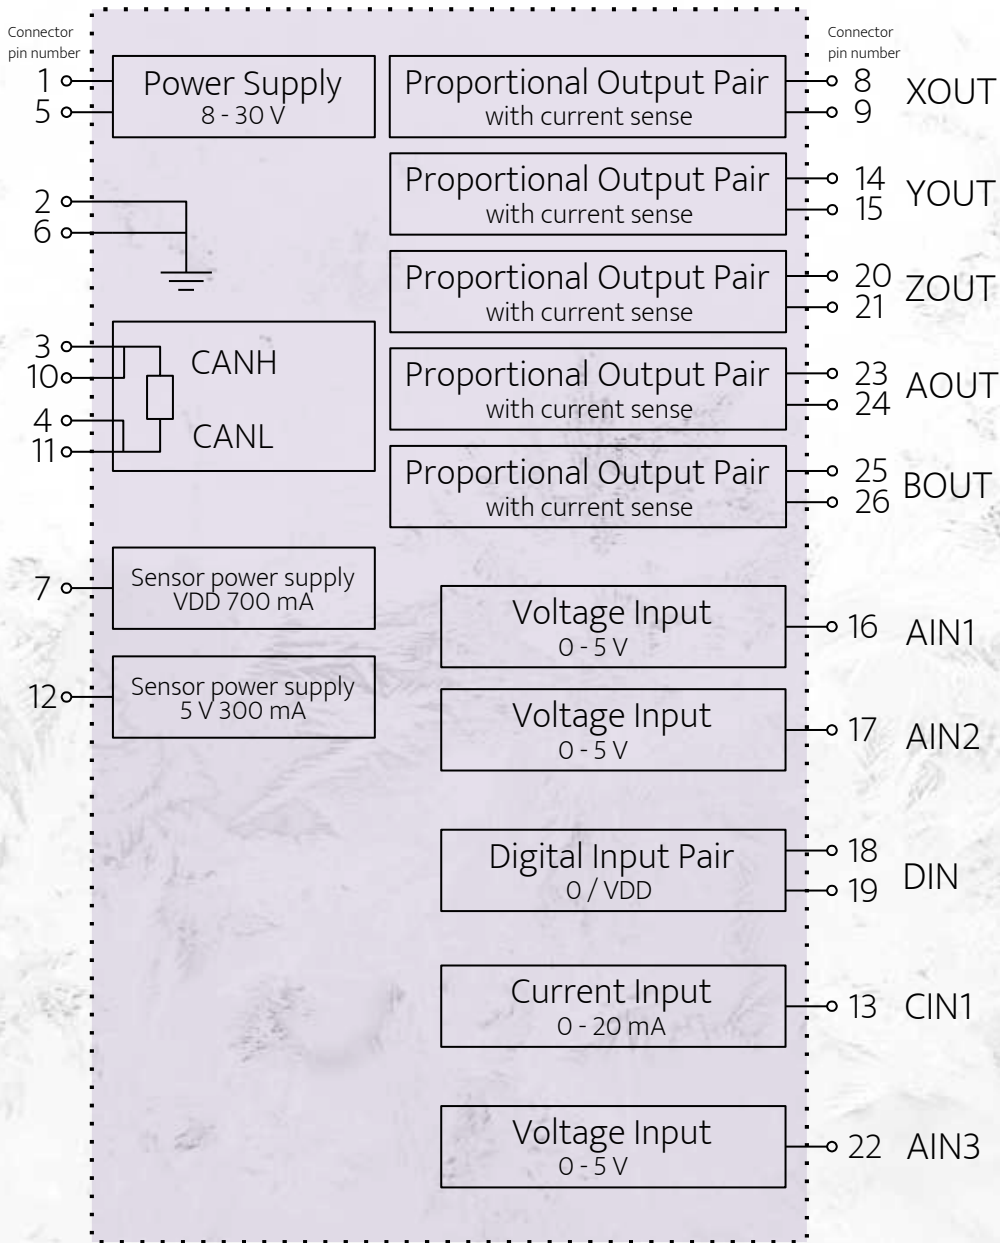 Connector
pin number
1
5
Power Supply
8 - 30 V
2
6
3
10
4
11
CANH
CANL
7
Sensor power supply
VDD 700 mA
12
Sensor power supply
5 V 300 mA
Connector
pin number
Proportional Output Pair
with current sense
8
9
XOUT
Proportional Output Pair
with current sense
14
15
YOUT
Proportional Output Pair
with current sense
20
21
ZOUT
Proportional Output Pair
with current sense
23
24
AOUT
Proportional Output Pair
with current sense
25
26
BOUT
Voltage Input
0 - 5 V
16
AIN1
Voltage Input
0 - 5 V
17
AIN2
Digital Input Pair
0 / VDD
18
19
DIN
Current Input
0 - 20 mA
13
CIN1
Voltage Input
0 - 5 V
22
AIN3